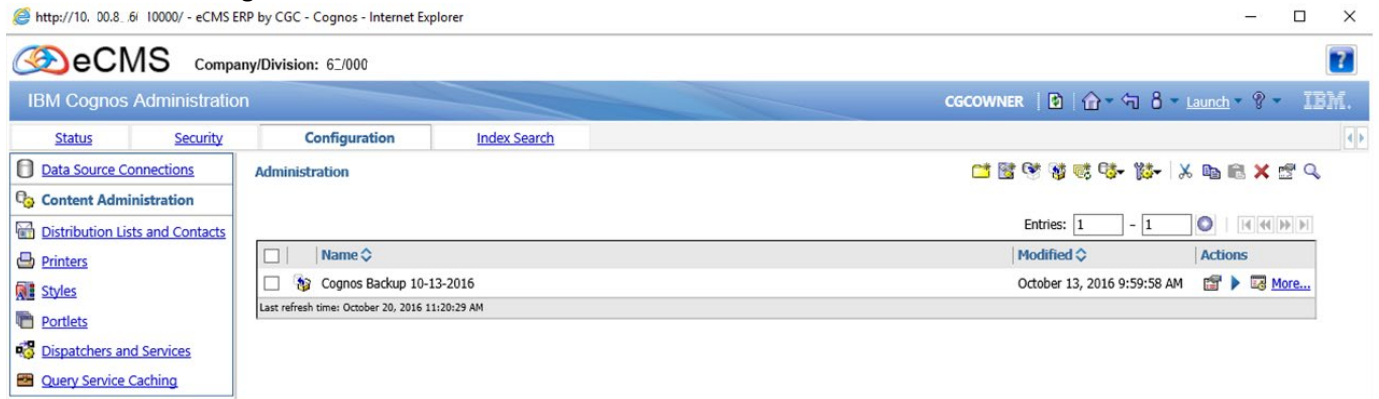 http://10. 00.8. .6 10000/ - eCMS ERP by CGC - Cognos - Internet Explorer
eCMS Company/Division: 6 /000
?
IBM Cognos Administration CGCOWNER Launch IBM.
Status Security Configuration Index Search
Data Source Connections
Administration
Content Administration
Distribution Lists and Contacts
Entries: 1 - 1
Printers
Name Modified Actions
Styles
Cognos Backup 10-13-2016 October 13, 2016 9:59:58 AM More...
Last refresh time: October 20, 2016 11:20:29 AM
Portlets
Dispatchers and Services
Query Service Caching